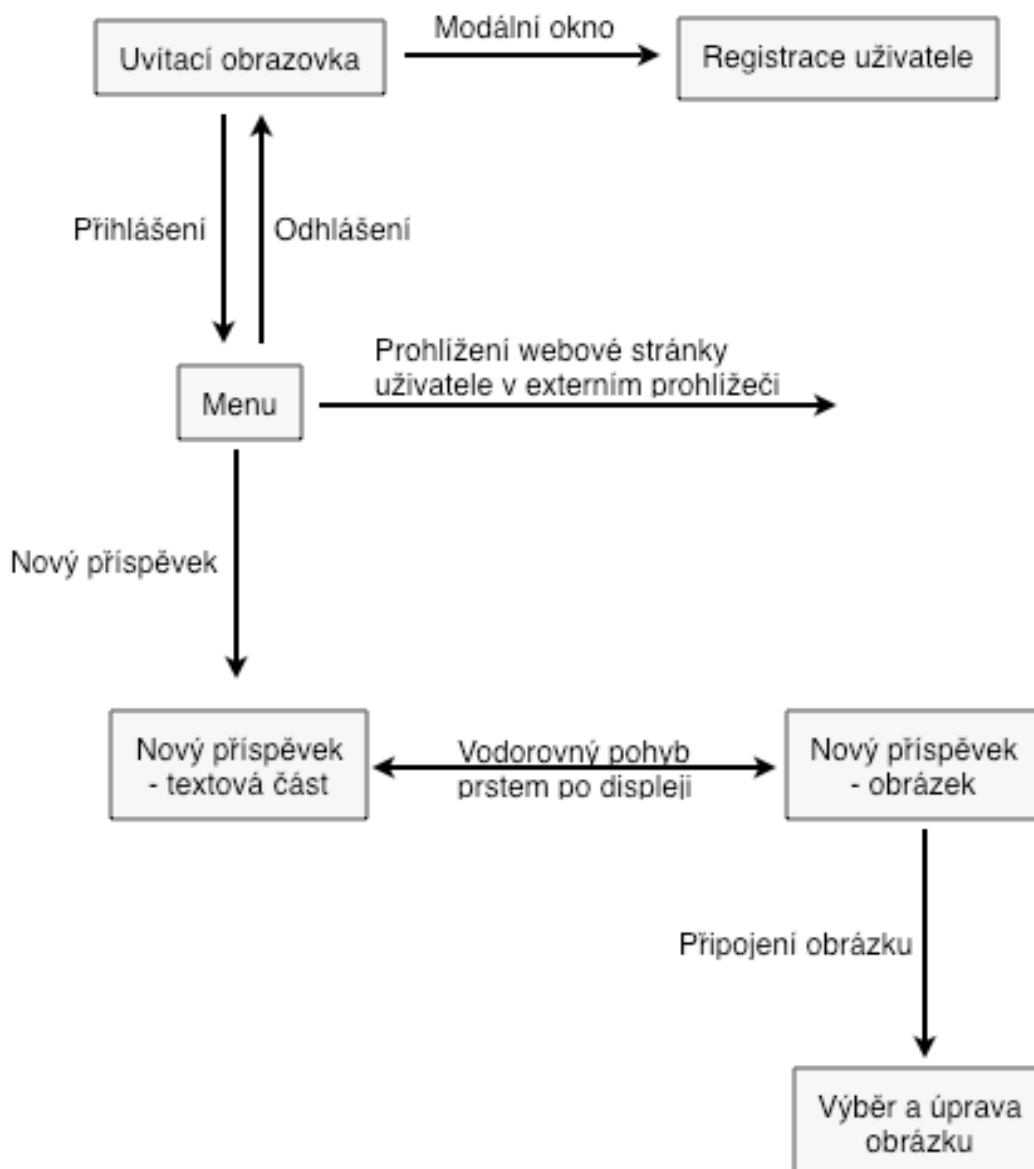 Modální okno
Uvítací obrazovka
Registrace uživatele
Přihlášení
Odhlášení
Prohlížení webové stránky
uživatele v externím prohlížeči
Menu
Nový příspěvek
Nový příspěvek
- textová část
Vodorovný pohyb
prstem po displeji
Nový příspěvek
- obrázek
Připojení obrázku
Výběr a úprava
obrázku